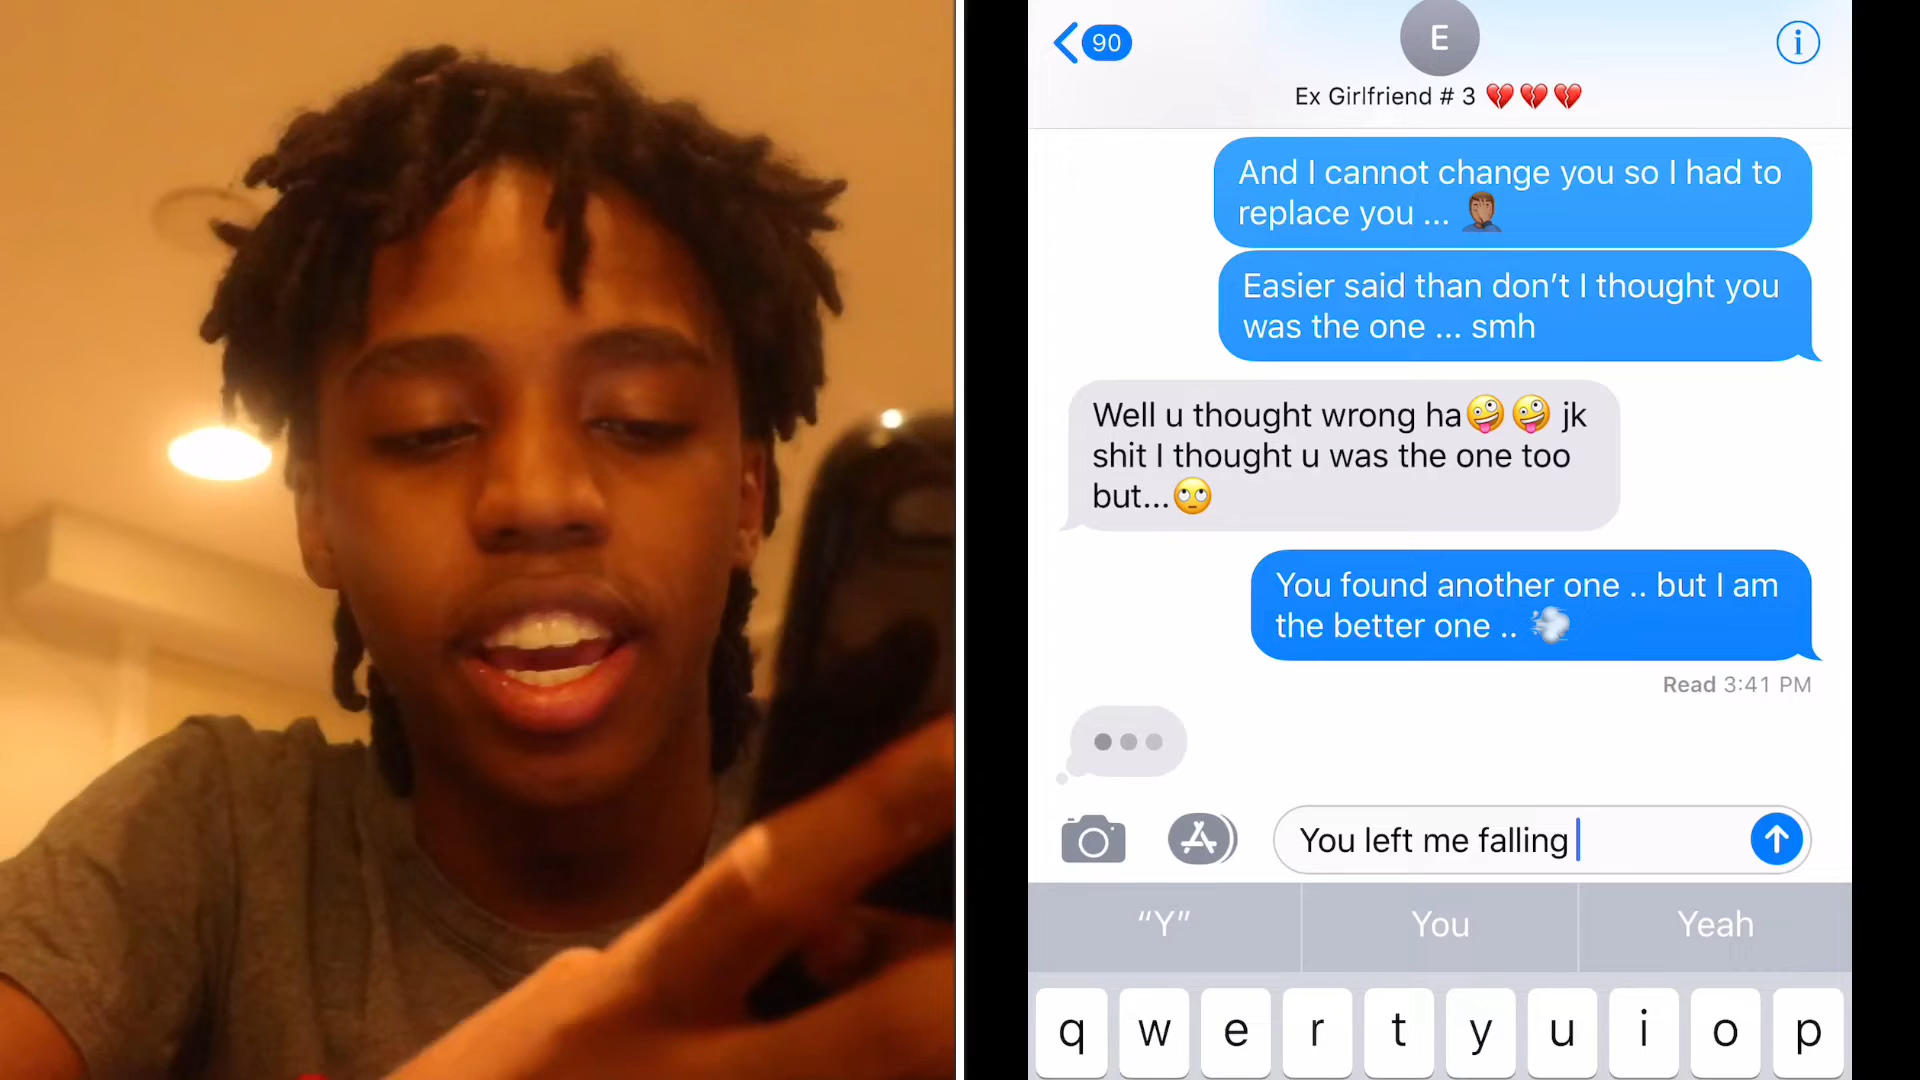 90
E
Ex Girlfriend # 3 💔💔💔
And I cannot change you so I had to
replace you ... 🤦🏾‍♂️
Easier said than don’t I thought you
was the one ... smh
Well u thought wrong ha🤪🤪 jk
shit I thought u was the one too
but...🙄
You found another one .. but I am
the better one .. 💨
Read 3:41 PM
You left me falling
“Y” You Yeah
q w e r t y u i o p